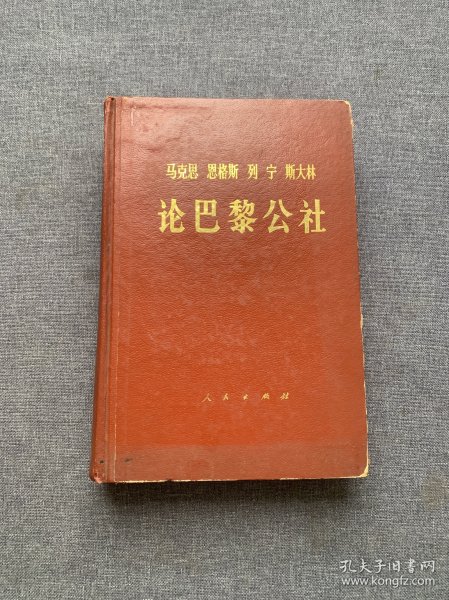 马克思 恩格斯 列宁 斯大林
论巴黎公社
人民出版社
孔夫子旧书网
www.kongfz.com